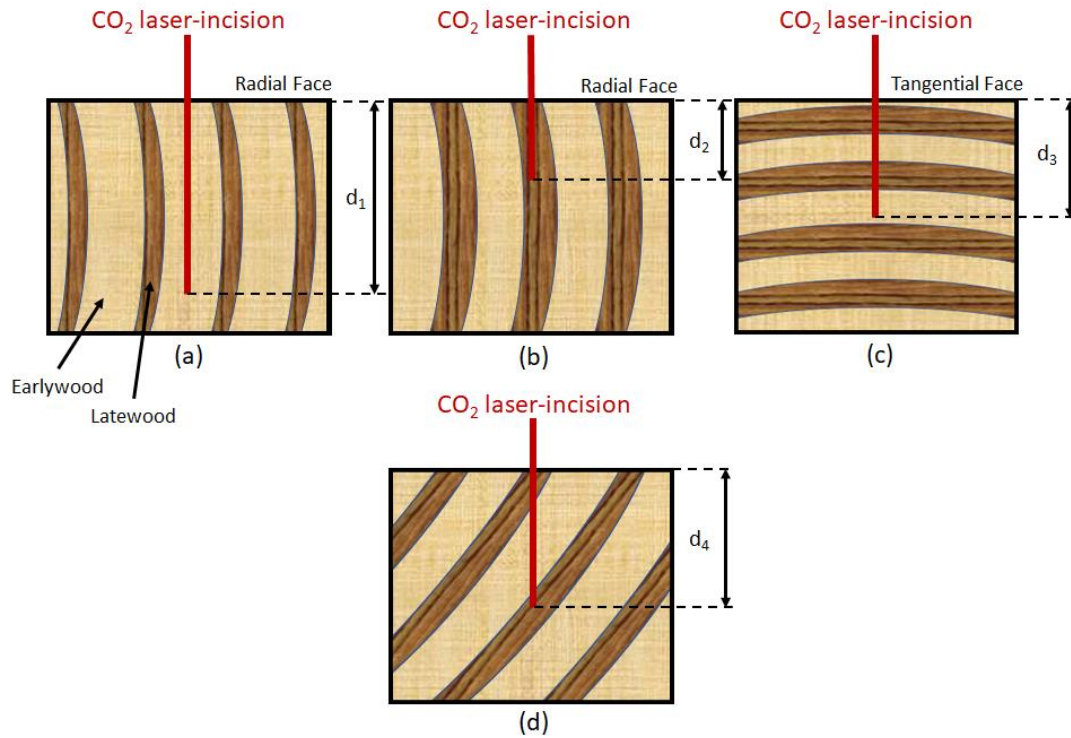 CO₂ laser-incision
CO₂ laser-incision
CO₂ laser-incision
Radial Face
Radial Face
Tangential Face
d₁
d₂
d₃
Earlywood
Latewood
(a)
(b)
(c)
CO₂ laser-incision
d₄
(d)